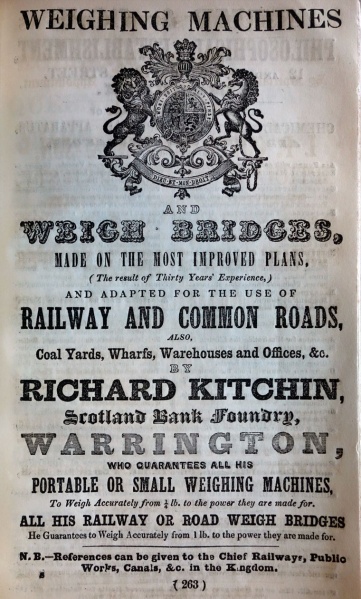 WEIGHING MACHINES
DIEU ET MON DROIT
AND
WEIGH BRIDGES,
MADE ON THE MOST IMPROVED PLANS,
(The result of Thirty Years' Experience,)
AND ADAPTED FOR THE USE OF
RAILWAY AND COMMON ROADS,
ALSO,
Coal Yards, Wharfs, Warehouses and Offices, &c.
BY
RICHARD KITCHIN,
Scotland Bank Foundry,
WARRINGTON,
WHO GUARANTEES ALL HIS
PORTABLE OR SMALL WEIGHING MACHINES,
To Weigh Accurately from ¼ lb. to the power they are made for.
ALL HIS RAILWAY OR ROAD WEIGH BRIDGES
He Guarantees to Weigh Accurately from 1 lb. to the power they are made for.
N.B.—References can be given to the Chief Railways, Public
Works, Canals, &c. in the Kingdom.
(263)